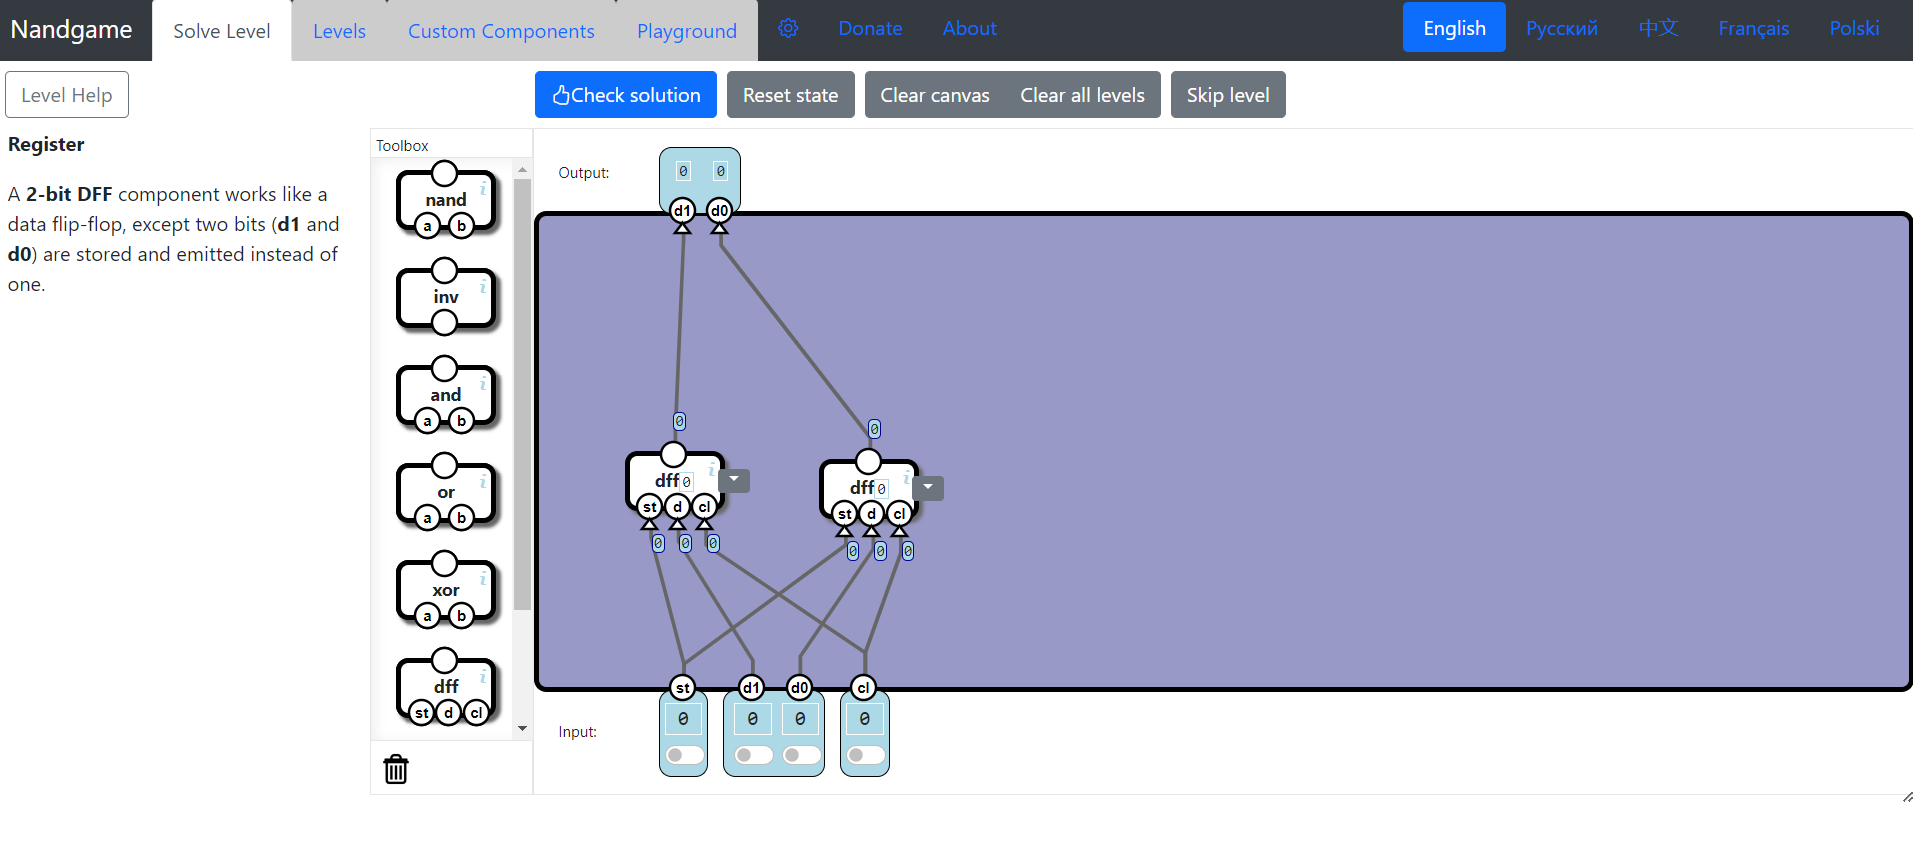 Nandgame
Solve Level
Levels
Custom Components
Playground
Donate
About
English
Русский
中文
Français
Polski
Level Help
Check solution
Reset state
Clear canvas
Clear all levels
Skip level
Register
A 2-bit DFF component works like a
data flip-flop, except two bits (d1 and
d0) are stored and emitted instead of
one.
Toolbox
i
nand
a b
i
inv
i
and
a b
i
or
a b
i
xor
a b
i
dff
st d cl
Output:
0 0
d1 d0
0
i
dff 0
st d cl
0 0 0
0
i
dff 0
st d cl
0 0 0
st d1 d0 cl
Input:
0 0 0 0